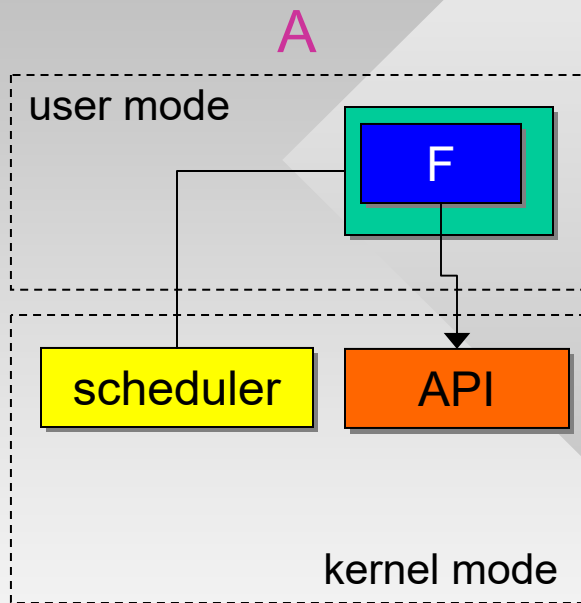 A
user mode
F
scheduler
API
kernel mode